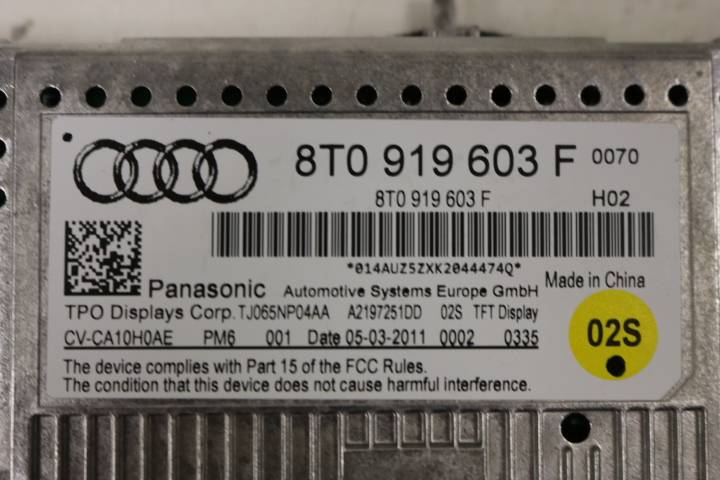 8T0 919 603 F 0070
8T0 919 603 F H02
*014AUZ5ZXK2044474Q*
Panasonic Automotive Systems Europe GmbH Made in China
TPO Displays Corp. TJ065NP04AA A2197251DD 02S TFT Display
CV-CA10H0AE PM6 001 Date 05-03-2011 0002 0335
02S
The device complies with Part 15 of the FCC Rules.
The condition that this device does not cause harmful interference.